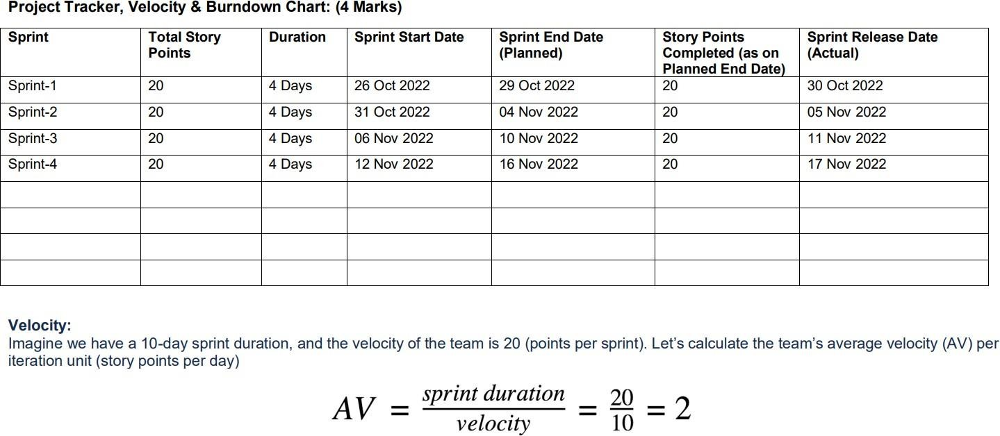 Project Tracker, Velocity & Burndown Chart: (4 Marks)
Sprint Total Story Points Duration Sprint Start Date Sprint End Date (Planned) Story Points Completed (as on Planned End Date) Sprint Release Date (Actual)
Sprint-1 20 4 Days 26 Oct 2022 29 Oct 2022 20 30 Oct 2022
Sprint-2 20 4 Days 31 Oct 2022 04 Nov 2022 20 05 Nov 2022
Sprint-3 20 4 Days 06 Nov 2022 10 Nov 2022 20 11 Nov 2022
Sprint-4 20 4 Days 12 Nov 2022 16 Nov 2022 20 17 Nov 2022
Velocity:
Imagine we have a 10-day sprint duration, and the velocity of the team is 20 (points per sprint). Let’s calculate the team’s average velocity (AV) per
iteration unit (story points per day)
AV = sprint duration / velocity = 20 / 10 = 2